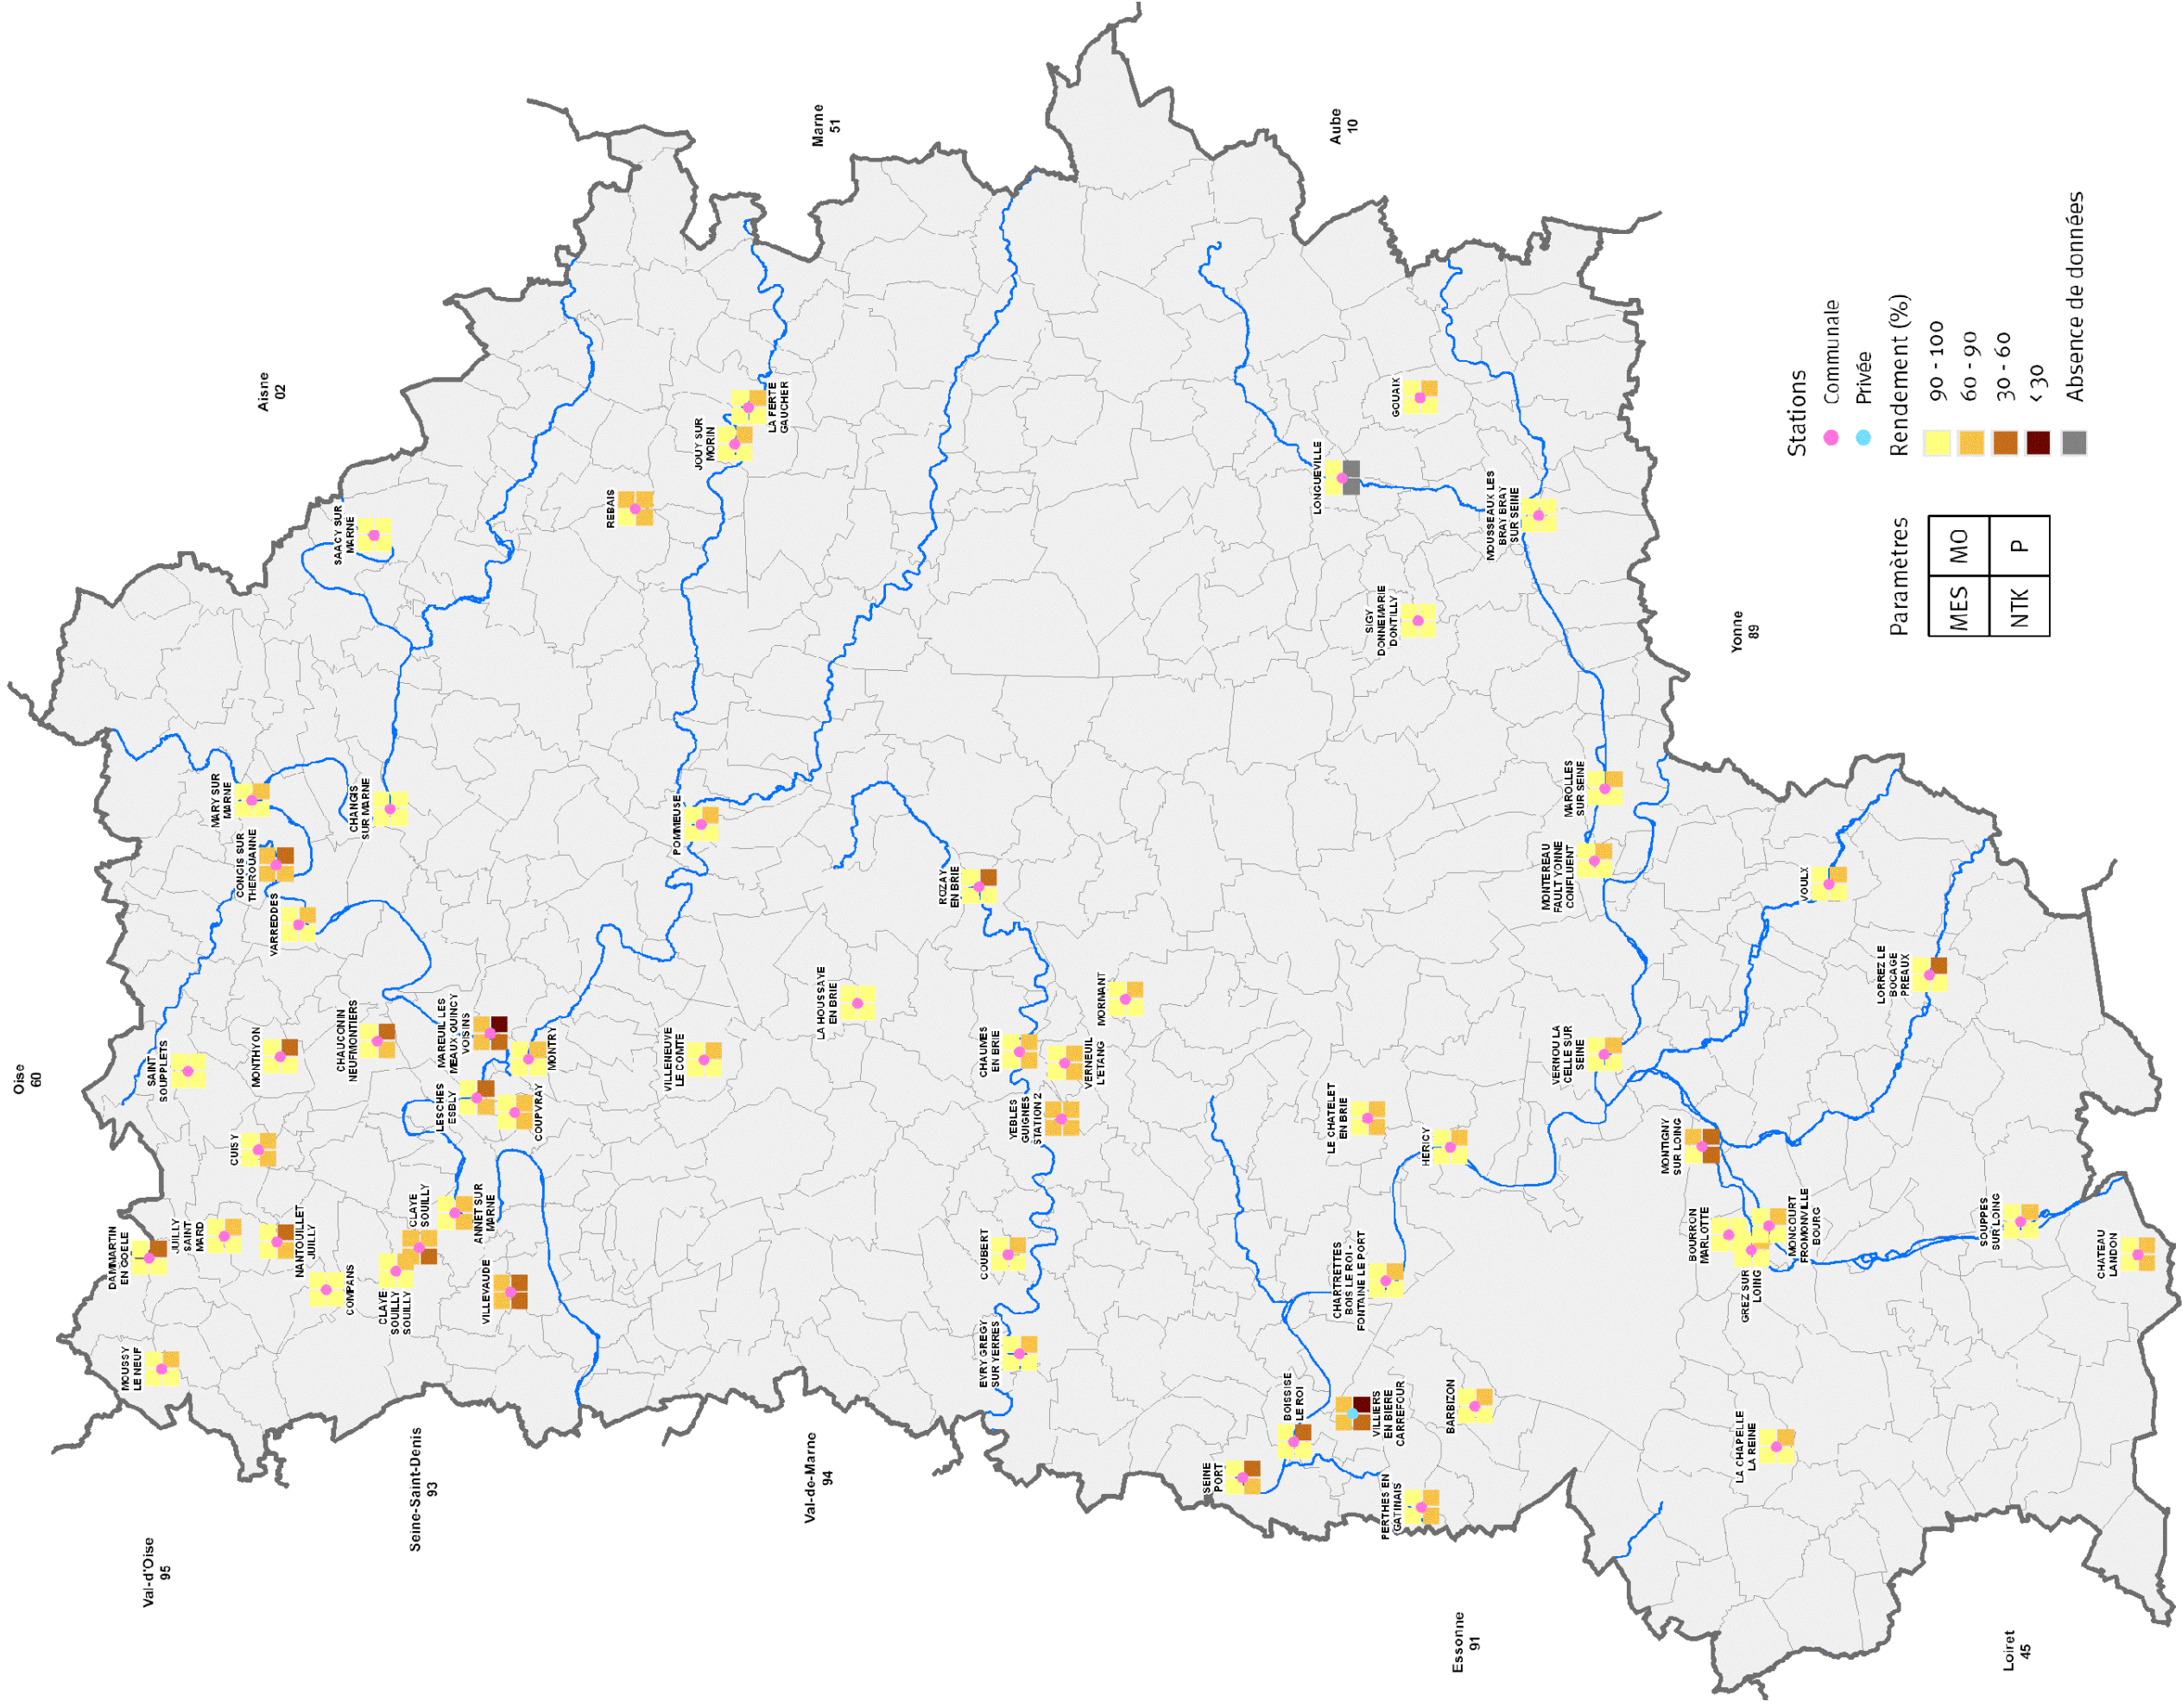 Oise
60
Aisne
02
Marne
51
Aube
10
Yonne
89
Loiret
45
Essonne
91
Val-de-Marne
94
Seine-Saint-Denis
93
Val-d'Oise
95
MOUSSY
LE NEUF
DAMMARTIN
EN GOELE
JUILLY
SAINT
MARD
NANTOUILLET
JUILLY
COMPANS
CUISY
SAINT
SOUPPLETS
MONTHYON
CHAUCONIN
NEUFMONTIERS
VARREDDES
CONGIS SUR
THEROUANNE
MARY SUR
MARNE
CHANGIS
SUR MARNE
SAACY SUR
MARNE
CLAYE
SOUILLY
SOUILLY
CLAYE
SOUILLY
ANNET SUR
MARNE
VILLEVAUDE
LESCHES
ESBLY
COUPVRAY
MAREUIL LES
MEAUX QUINCY
VOISINS
MONTRY
REBAIS
JOUY SUR
MORIN
LA FERTE
GAUCHER
POMMEUSE
VILLENEUVE
LE COMTE
LA HOUSSAYE
EN BRIE
ROZAY
EN BRIE
CHAUMES
EN BRIE
VERNEUIL
L'ETANG
YEBLES
GUIGNES
STATION 2
MORMANT
COUBERT
EVRY GREGY
SUR YERRES
SEINE
PORT
BOISSISE
LE ROI
VILLIERS
EN BIERE
CARREFOUR
PERTHES EN
GATINAIS
BARBIZON
CHARTRETTES
BOIS LE ROI -
FONTAINE LE PORT
LE CHATELET
EN BRIE
HERICY
LONGUEVILLE
GOUAIX
SIGY
DONNEMARIE
DONTILLY
MOUSSEAUX LES
BRAY BRAY
SUR SEINE
MAROLLES
SUR SEINE
MONTEREAU
FAULT YONNE
CONFLUENT
VERNOU LA
CELLE SUR
SEINE
MONTIGNY
SUR LOING
BOURRON
MARLOTTE
GREZ SUR
LOING
MONCOURT
FROMONVILLE
BOURG
LA CHAPELLE
LA REINE
VOULX
LORREZ LE
BOCAGE
PREAUX
SOUPPES
SUR LOING
CHATEAU
LANDON
Paramètres
MES MO
NTK P
Stations
Communale
Privée
Rendement (%)
90 - 100
60 - 90
30 - 60
< 30
Absence de données